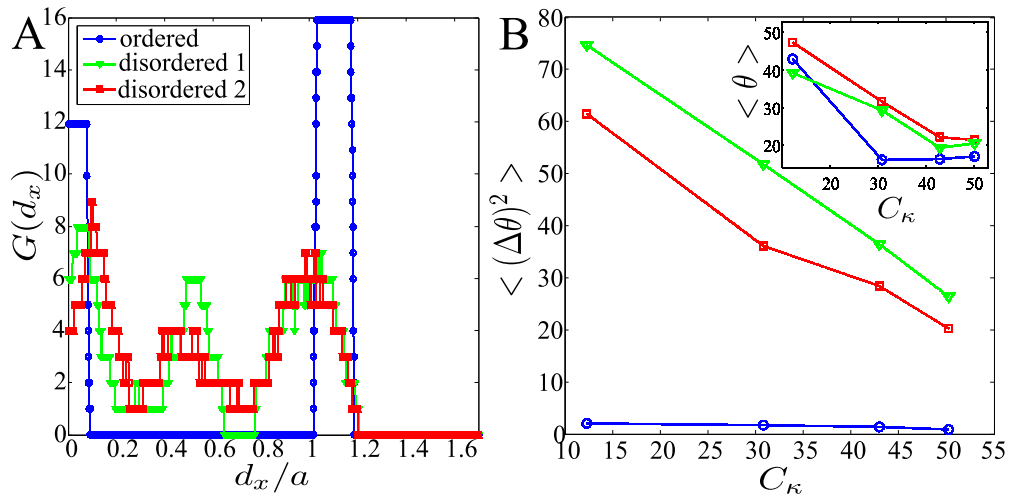 A
16
14
12
10
8
6
4
2
0
G(d_x)
ordered
disordered 1
disordered 2
0 0.2 0.4 0.6 0.8 1 1.2 1.4 1.6
d_x/a
B
80
70
60
50
40
30
20
10
0
< (Δθ)² >
10 15 20 25 30 35 40 45 50 55
C_κ
50
40
30
20
< θ >
20 30 40 50
C_κ